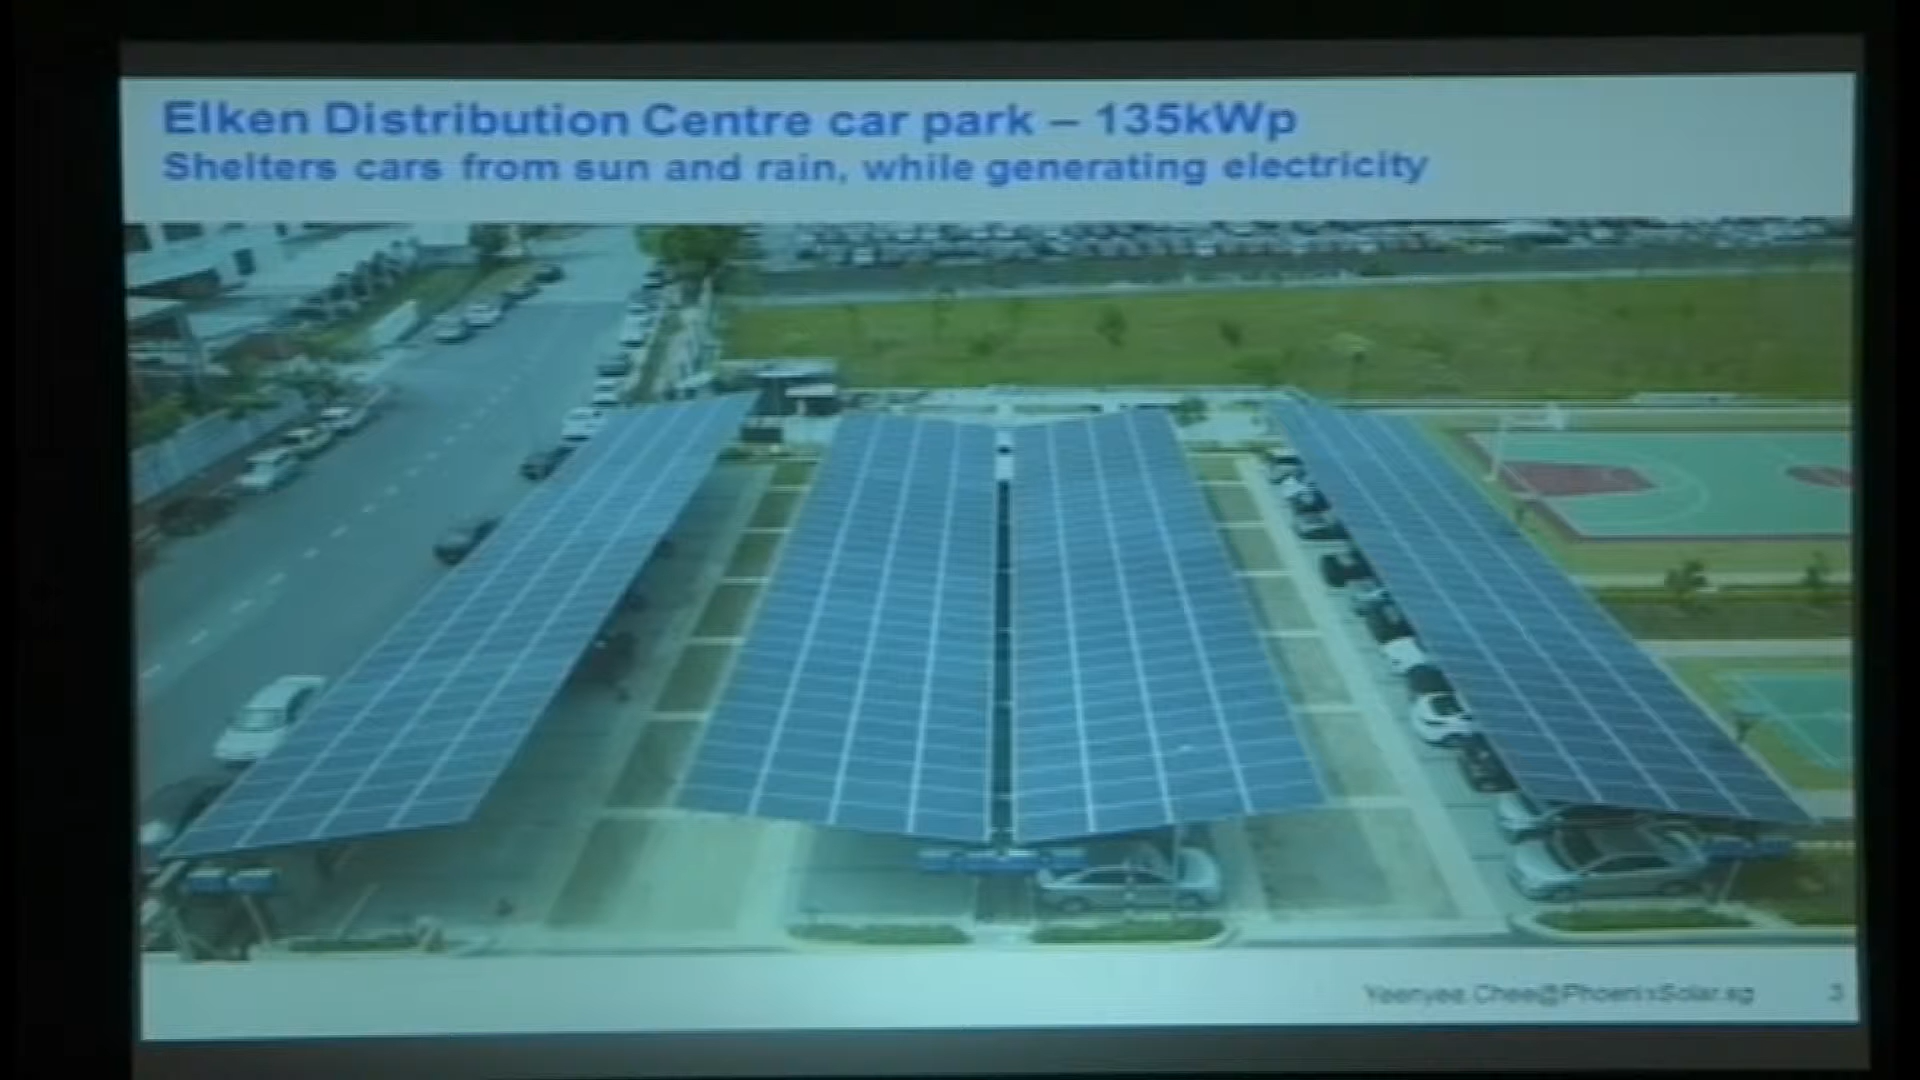 Elken Distribution Centre car park – 135kWp
Shelters cars from sun and rain, while generating electricity
Yeenyee.Chee@PhoenixSolar.sg 3